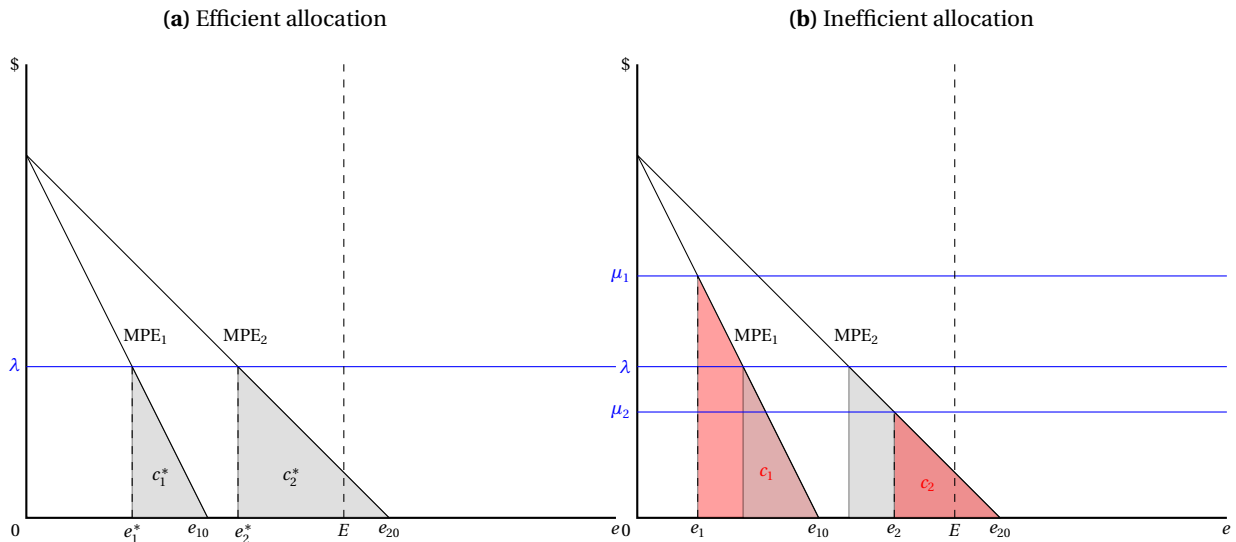 (a) Efficient allocation
$
MPE₁
MPE₂
λ
c₁*
c₂*
0
e₁*
e₁₀
e₂*
E
e₂₀
e
(b) Inefficient allocation
$
μ₁
MPE₁
MPE₂
λ
μ₂
c₁
c₂
0
e₁
e₁₀
e₂
E
e₂₀
e